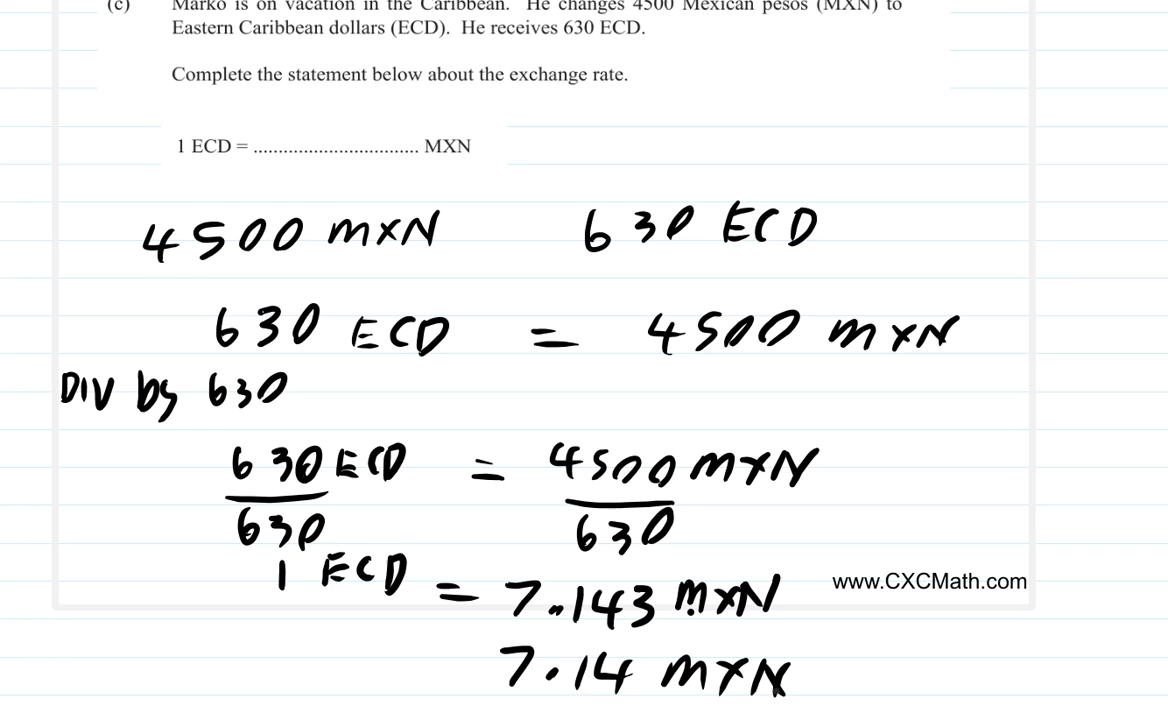 (c) Marko is on vacation in the Caribbean. He changes 4500 Mexican pesos (MXN) to
Eastern Caribbean dollars (ECD). He receives 630 ECD.
Complete the statement below about the exchange rate.
1 ECD = ................................. MXN
4500 MXN 630 ECD
630 ECD = 4500 MXN
DIV by 630
630 ECD = 4500 MXN
630 630
1 ECD = 7.143 MXN
www.CXCMath.com
7.14 MXN